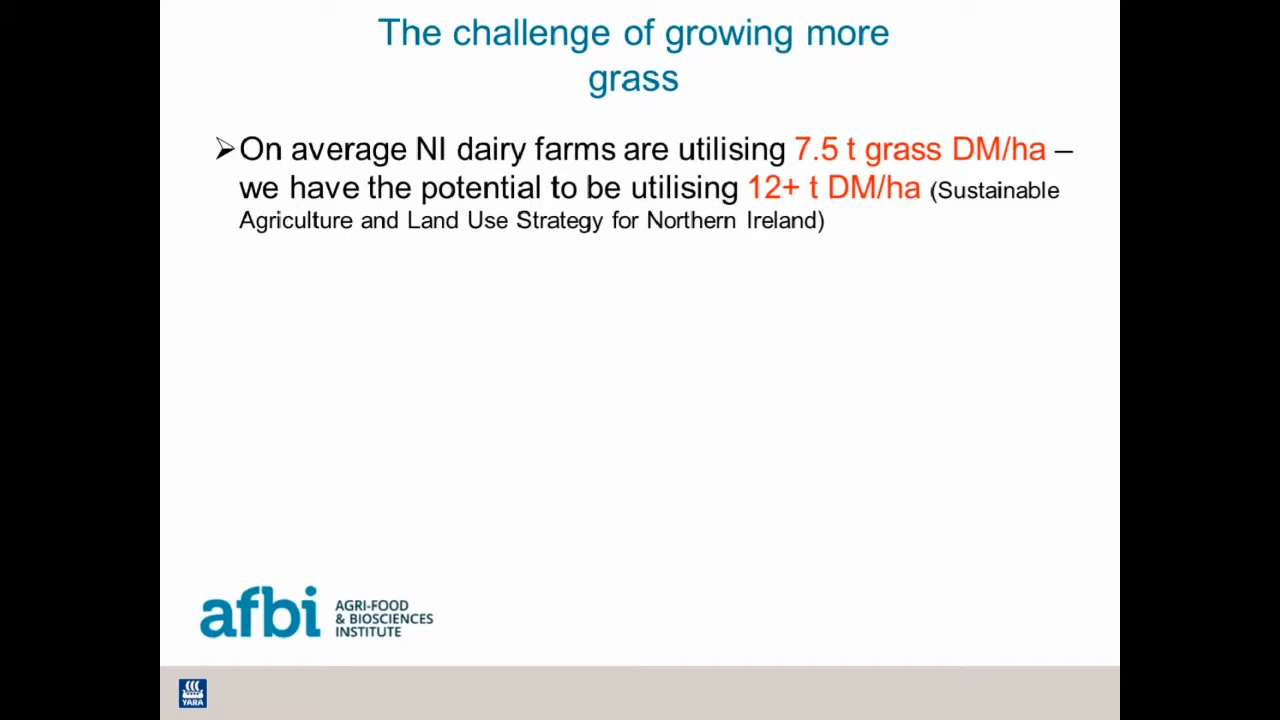 The challenge of growing more
grass
➢On average NI dairy farms are utilising 7.5 t grass DM/ha –
we have the potential to be utilising 12+ t DM/ha (Sustainable
Agriculture and Land Use Strategy for Northern Ireland)
afbi
AGRI-FOOD
& BIOSCIENCES
INSTITUTE
YARA